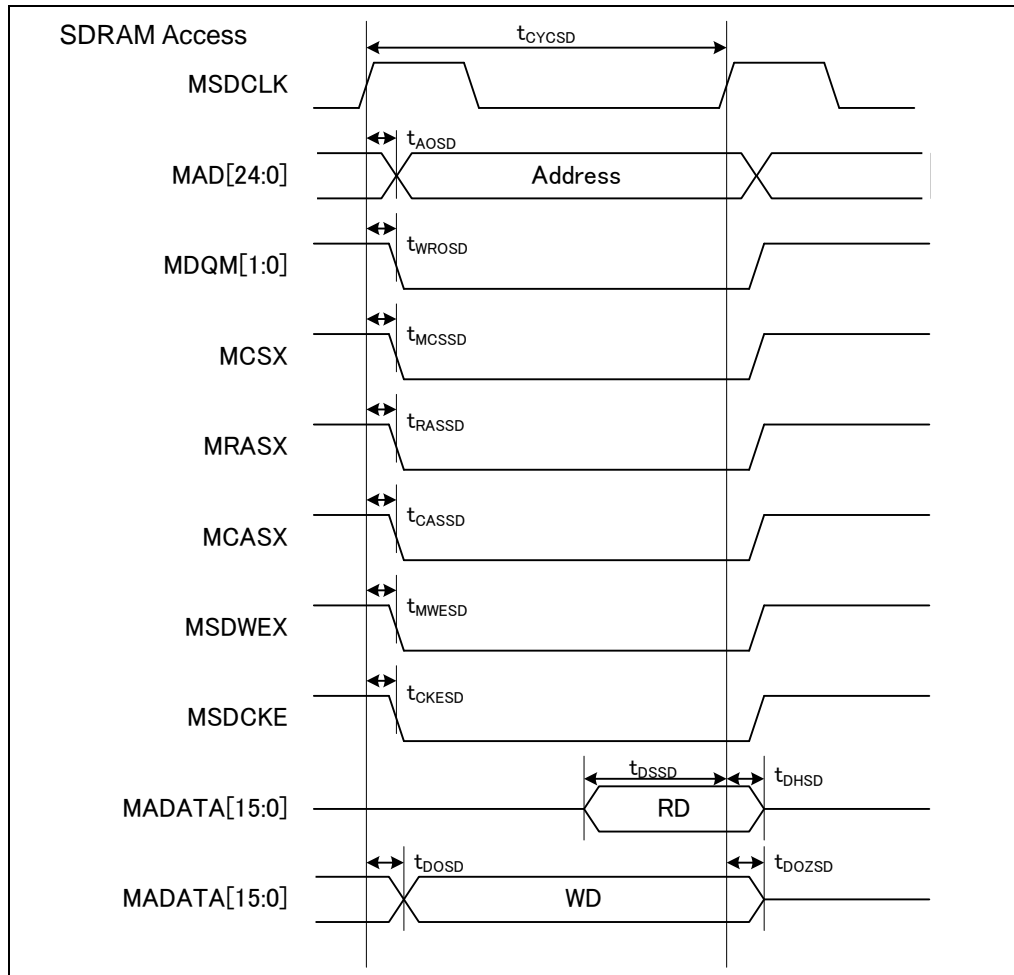 SDRAM Access
tCYCSD
MSDCLK
tAOSD
MAD[24:0]
Address
tWROSD
MDQM[1:0]
tMCSSD
MCSX
tRASSD
MRASX
tCASSD
MCASX
tMWESD
MSDWEX
tCKESD
MSDCKE
tDSSD
tDHSD
MADATA[15:0]
RD
tDOSD
tDOZSD
MADATA[15:0]
WD